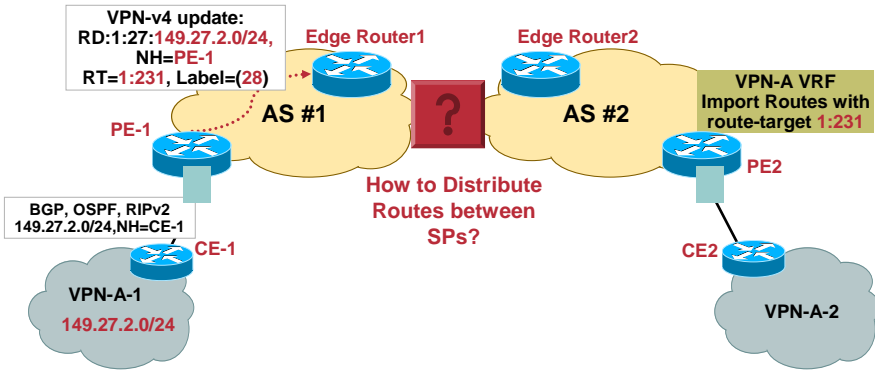 VPN-v4 update:
RD:1:27:149.27.2.0/24,
NH=PE-1
RT=1:231, Label=(28)
Edge Router1
Edge Router2
VPN-A VRF
Import Routes with
route-target 1:231
AS #1
?
AS #2
PE-1
PE2
How to Distribute
Routes between
SPs?
BGP, OSPF, RIPv2
149.27.2.0/24,NH=CE-1
CE-1
CE2
VPN-A-1
149.27.2.0/24
VPN-A-2